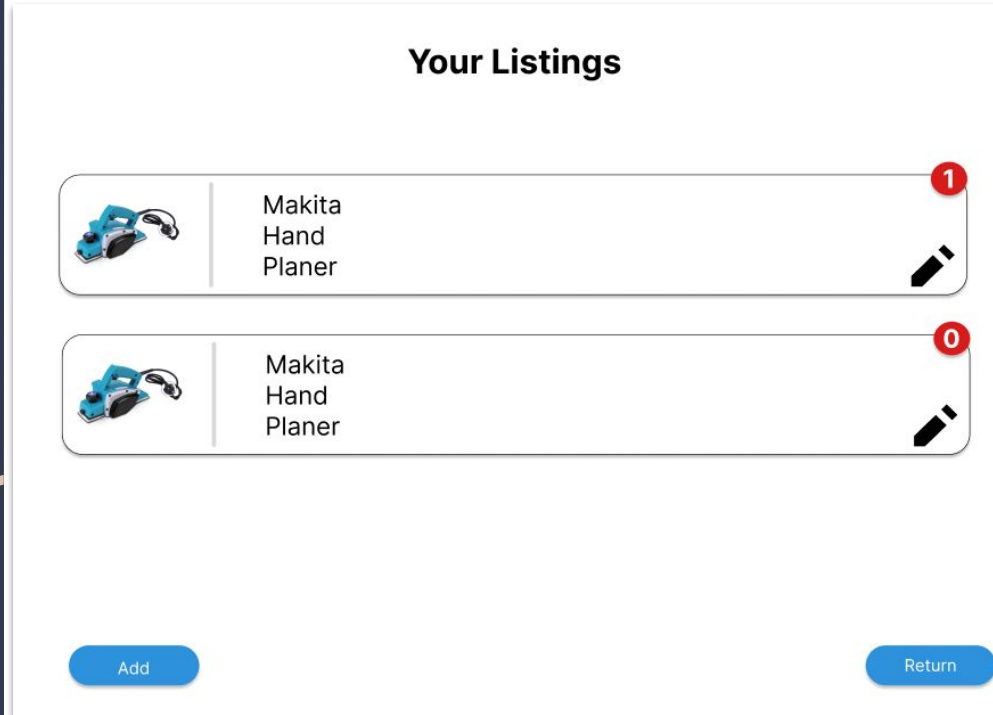 Your Listings
1
Makita
Hand
Planer
0
Makita
Hand
Planer
Add
Return